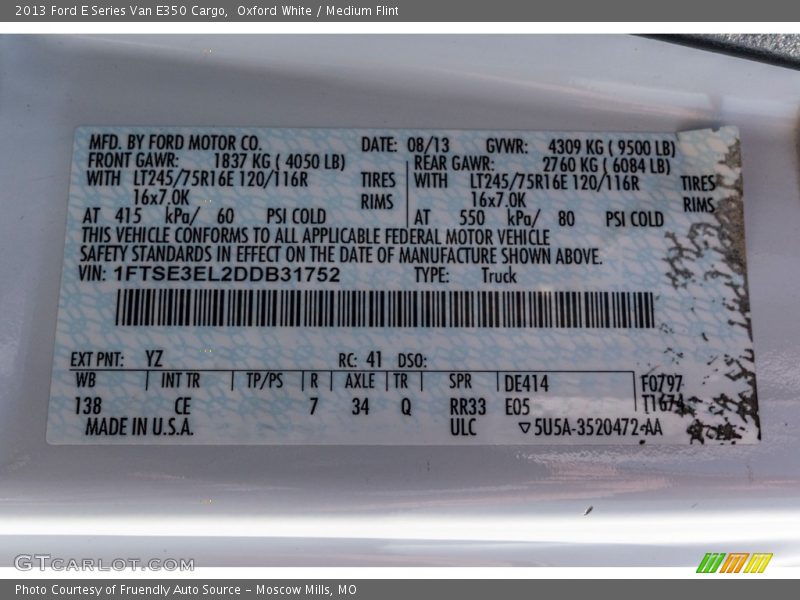 2013 Ford E Series Van E350 Cargo,  Oxford White / Medium Flint
MFD. BY FORD MOTOR CO. DATE: 08/13 GVWR: 4309 KG ( 9500 LB)
FRONT GAWR: 1837 KG ( 4050 LB) REAR GAWR: 2760 KG ( 6084 LB)
WITH LT245/75R16E 120/116R TIRES WITH LT245/75R16E 120/116R TIRES
16x7.0K RIMS 16x7.0K RIMS
AT 415 kPa/ 60 PSI COLD AT 550 kPa/ 80 PSI COLD
THIS VEHICLE CONFORMS TO ALL APPLICABLE FEDERAL MOTOR VEHICLE
SAFETY STANDARDS IN EFFECT ON THE DATE OF MANUFACTURE SHOWN ABOVE.
VIN: 1FTSE3EL2DDB31752 TYPE: Truck
EXT PNT: YZ RC: 41 DSO:
WB INT TR TP/PS R AXLE TR SPR DE414 F0797
138 CE 7 34 Q RR33 E05 T1674
MADE IN U.S.A. ULC ▽5U5A-3520472-AA
GTCARLOT.COM
Photo Courtesy of Fruendly Auto Source – Moscow Mills, MO